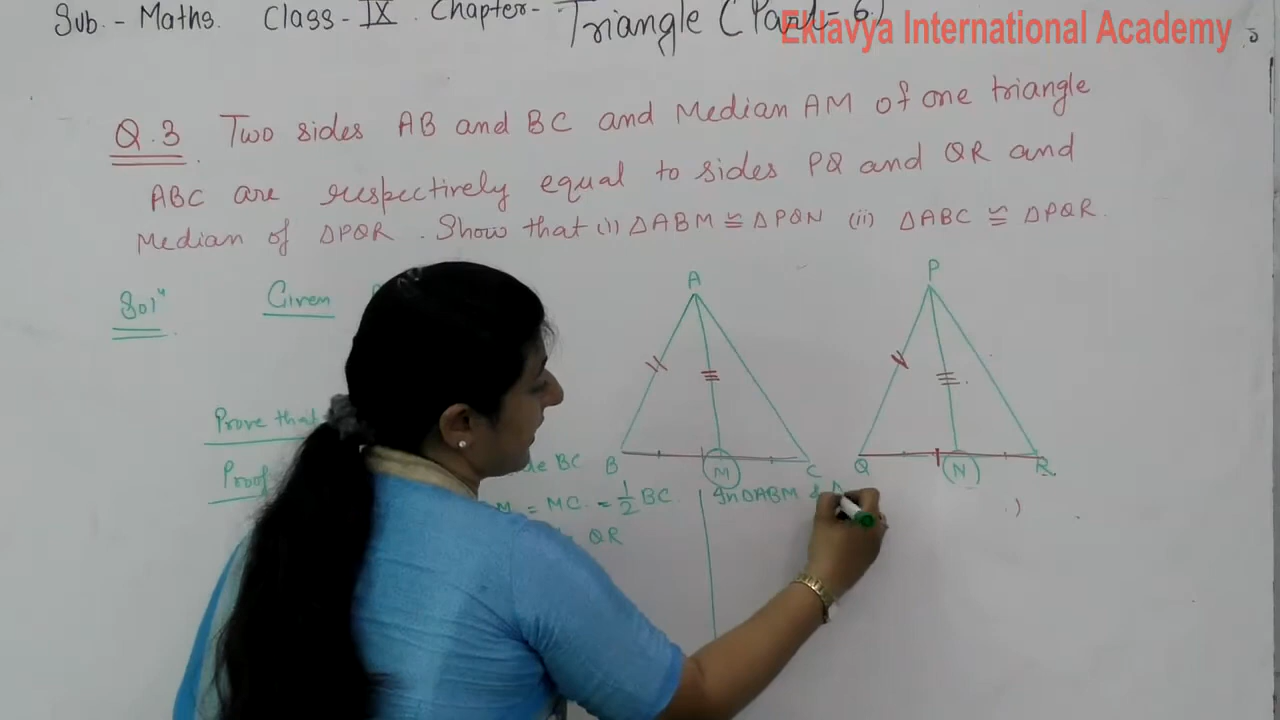 Sub. - Maths. Class - IX. Chapter - Triangle (Part - 6)
Eklavya International Academy
Q.3 Two sides AB and BC and Median AM of one triangle
ABC are respectively equal to sides PQ and QR and
Median of ΔPQR. Show that (i) ΔABM ≅ ΔPQN (ii) ΔABC ≅ ΔPQR.
Solⁿ Given
A
P
Prove that
Proof BC
B M C
Q N R
= MC = 1/2 BC.
In ΔABM & Δ
QR